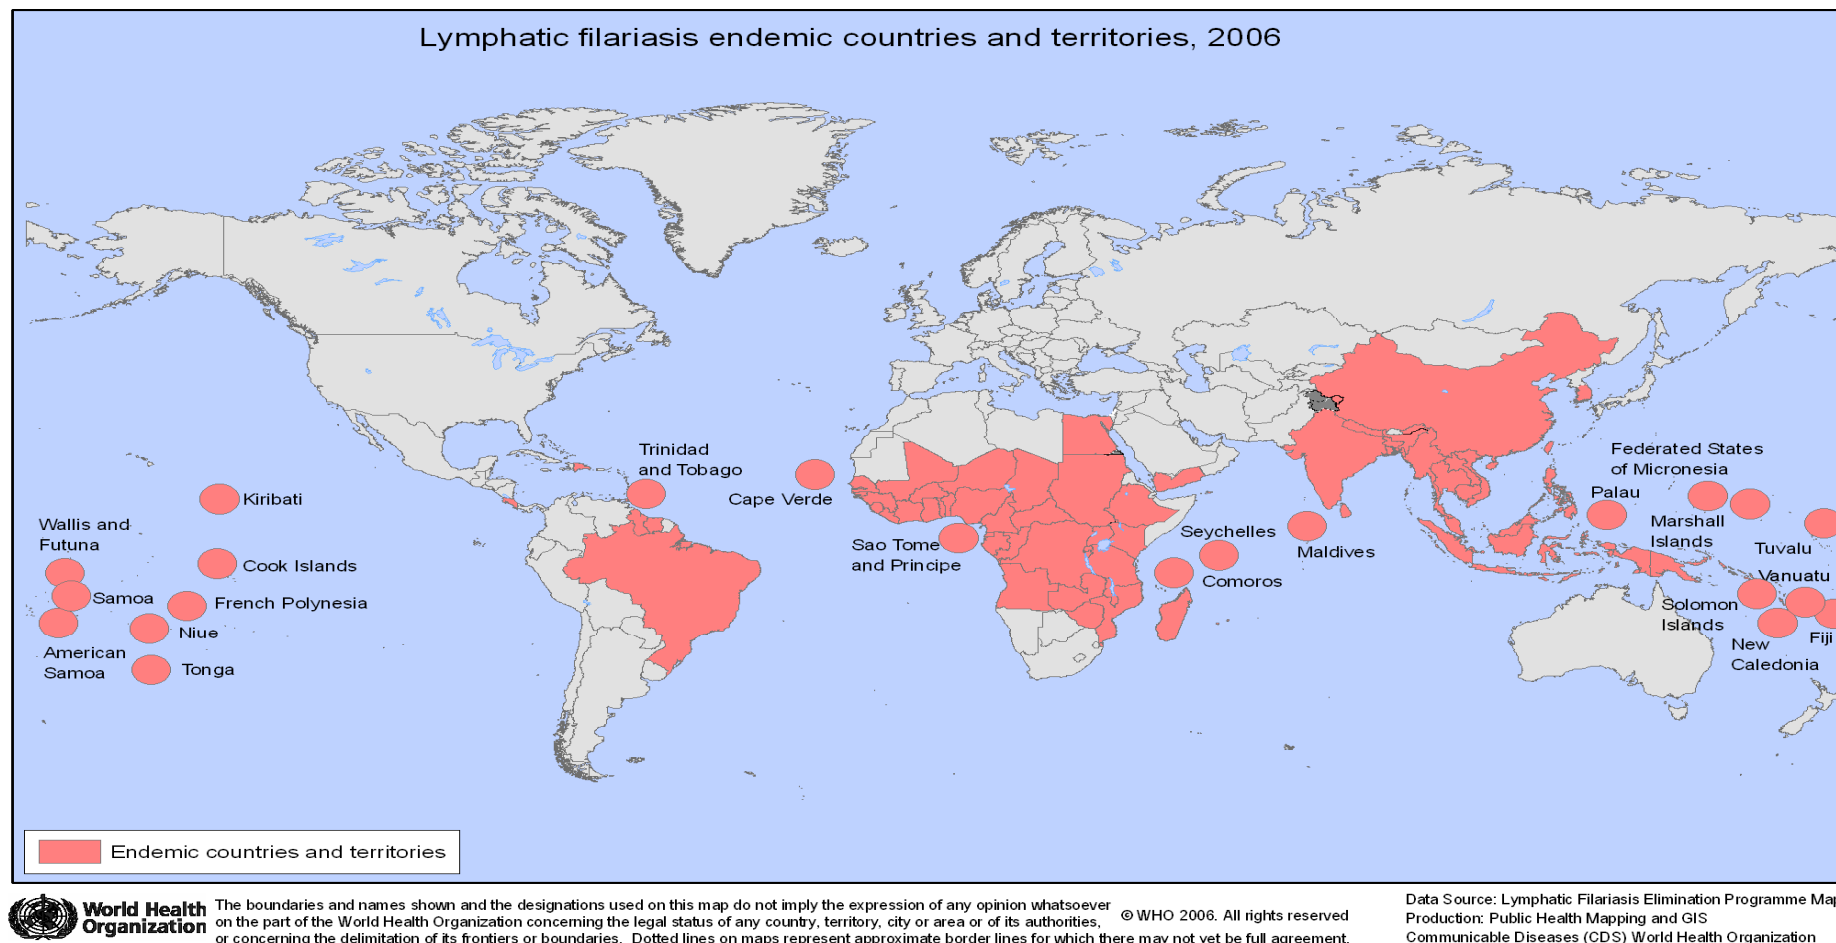 Lymphatic filariasis endemic countries and territories, 2006
Trinidad
and Tobago
Cape Verde
Kiribati
Wallis and
Futuna
Cook Islands
Samoa
French Polynesia
Niue
American
Samoa
Tonga
Sao Tome
and Principe
Seychelles
Comoros
Maldives
Federated States
of Micronesia
Palau
Marshall
Islands
Tuvalu
Vanuatu
Solomon
Islands
New
Caledonia
Fiji
Endemic countries and territories
World Health
Organization
The boundaries and names shown and the designations used on this map do not imply the expression of any opinion whatsoever
on the part of the World Health Organization concerning the legal status of any country, territory, city or area or of its authorities,
or concerning the delimitation of its frontiers or boundaries. Dotted lines on maps represent approximate border lines for which there may not yet be full agreement.
© WHO 2006. All rights reserved
Data Source: Lymphatic Filariasis Elimination Programme Map
Production: Public Health Mapping and GIS
Communicable Diseases (CDS) World Health Organization